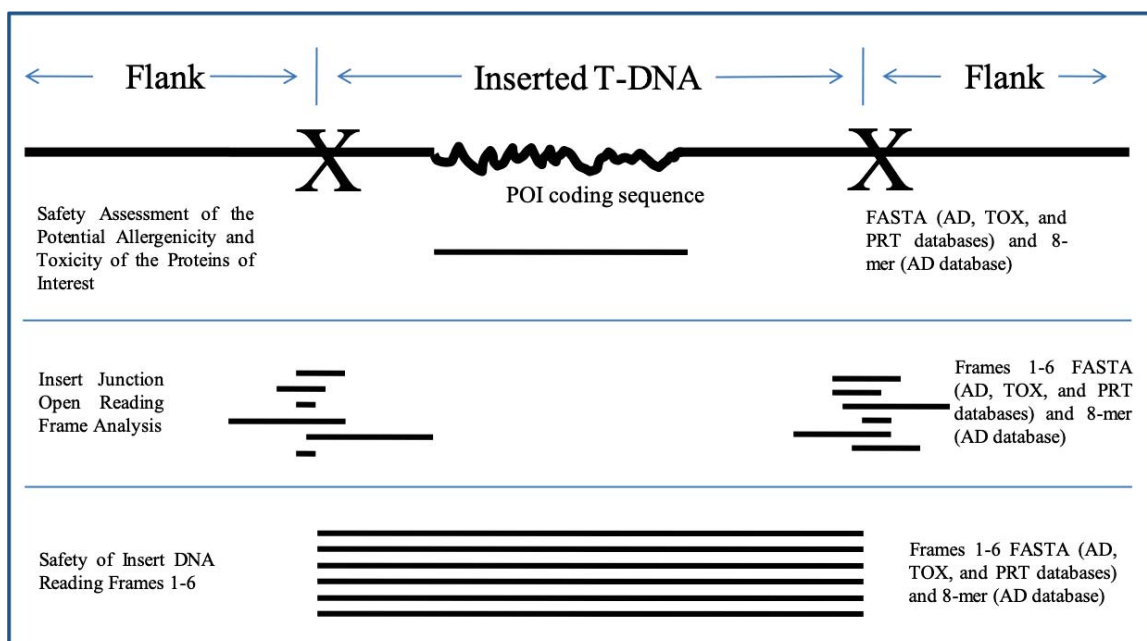 Flank
Inserted T-DNA
Flank
X
X
POI coding sequence
Safety Assessment of the
Potential Allergenicity and
Toxicity of the Proteins of
Interest
FASTA (AD, TOX, and
PRT databases) and 8-
mer (AD database)
Insert Junction
Open Reading
Frame Analysis
Frames 1-6 FASTA
(AD, TOX, and PRT
databases) and 8-mer
(AD database)
Safety of Insert DNA
Reading Frames 1-6
Frames 1-6 FASTA (AD,
TOX, and PRT databases)
and 8-mer (AD database)